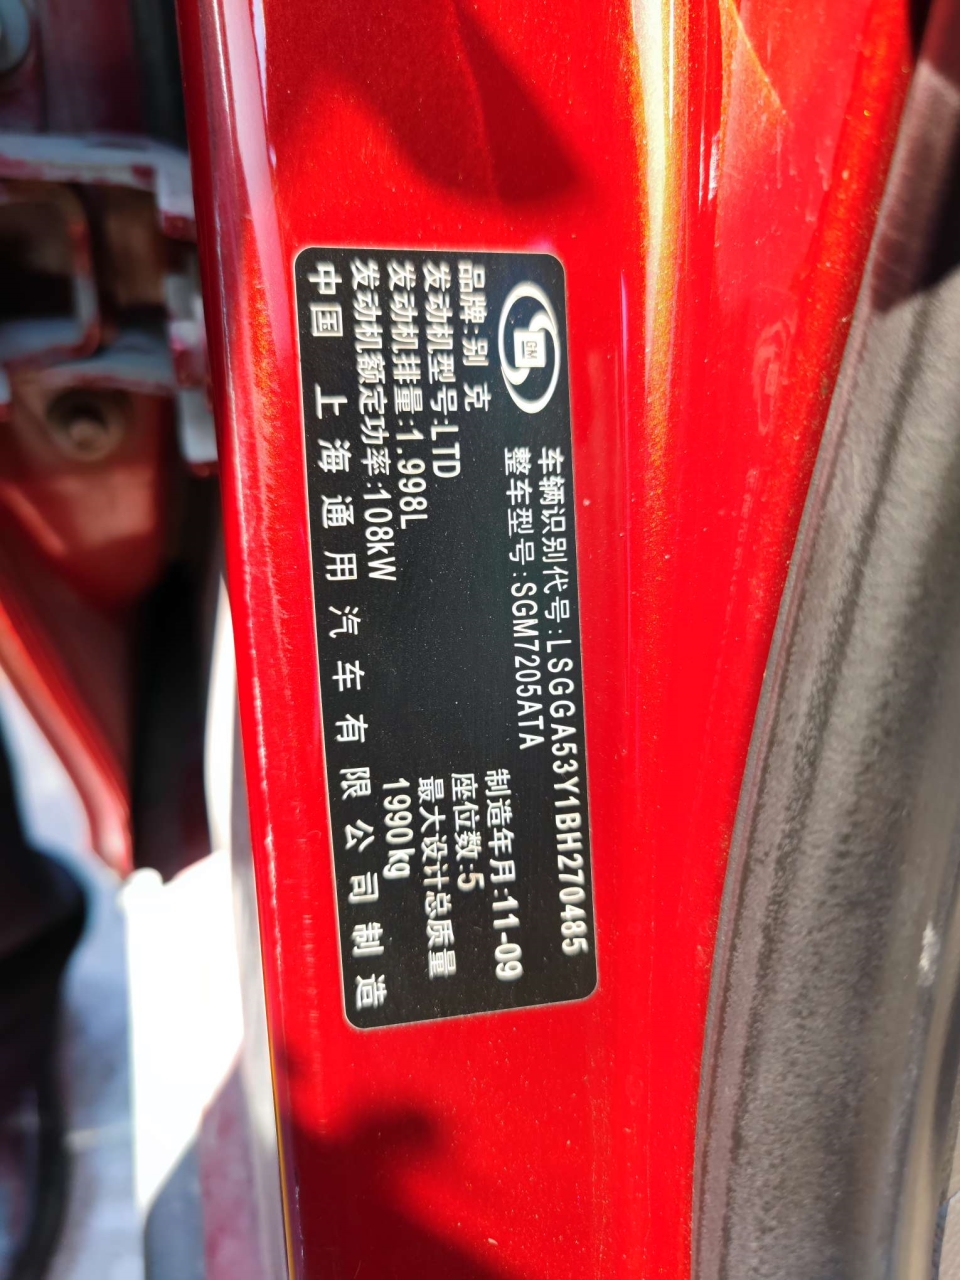 GM
车辆识别代号:LSGGA53Y1BH270485
整车型号:SGM7205ATA
制造年月:11-09
品牌:别 克
座位数:5
发动机型号:LTD
最大设计总质量
发动机排量:1.998L
1990kg
发动机额定功率:108kW
中国 上海通用汽车有限公司制造